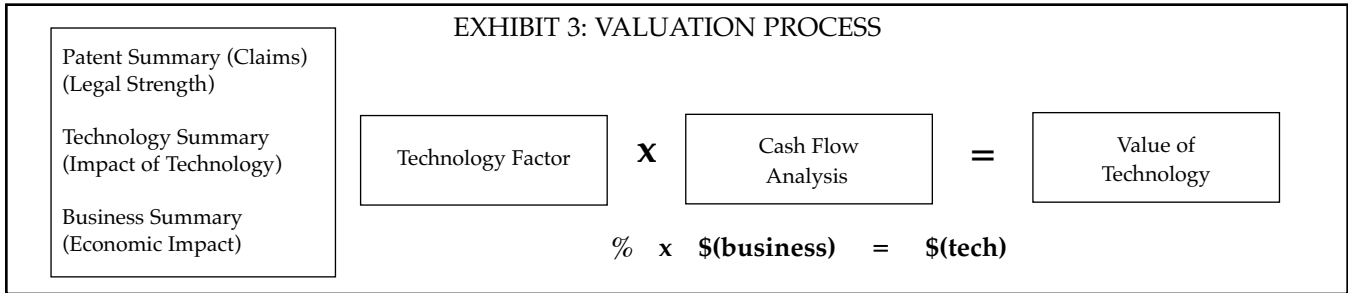 EXHIBIT 3: VALUATION PROCESS
Patent Summary (Claims)
(Legal Strength)
Technology Summary
(Impact of Technology)
Business Summary
(Economic Impact)
Technology Factor
x
Cash Flow
Analysis
=
Value of
Technology
% x $(business) = $(tech)